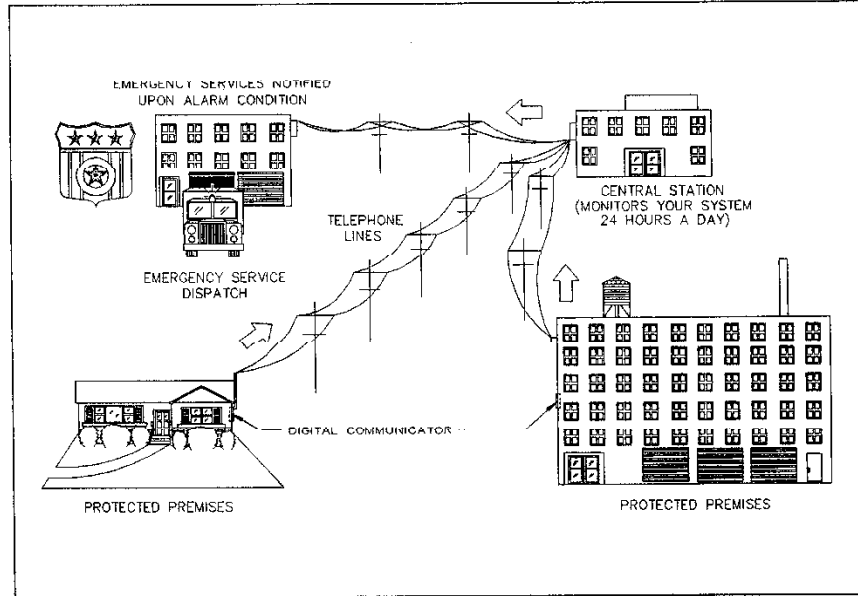 EMERGENCY SERVICES NOTIFIED
UPON ALARM CONDITION
CENTRAL STATION
(MONITORS YOUR SYSTEM
24 HOURS A DAY)
TELEPHONE
LINES
EMERGENCY SERVICE
DISPATCH
DIGITAL COMMUNICATOR
PROTECTED PREMISES
PROTECTED PREMISES